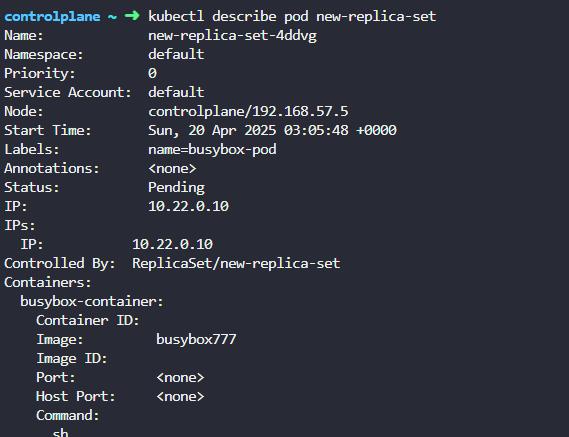 controlplane ~ ➜ kubectl describe pod new-replica-set
Name: new-replica-set-4ddvg
Namespace: default
Priority: 0
Service Account: default
Node: controlplane/192.168.57.5
Start Time: Sun, 20 Apr 2025 03:05:48 +0000
Labels: name=busybox-pod
Annotations: <none>
Status: Pending
IP: 10.22.0.10
IPs:
IP: 10.22.0.10
Controlled By: ReplicaSet/new-replica-set
Containers:
busybox-container:
Container ID:
Image: busybox777
Image ID:
Port: <none>
Host Port: <none>
Command:
sh